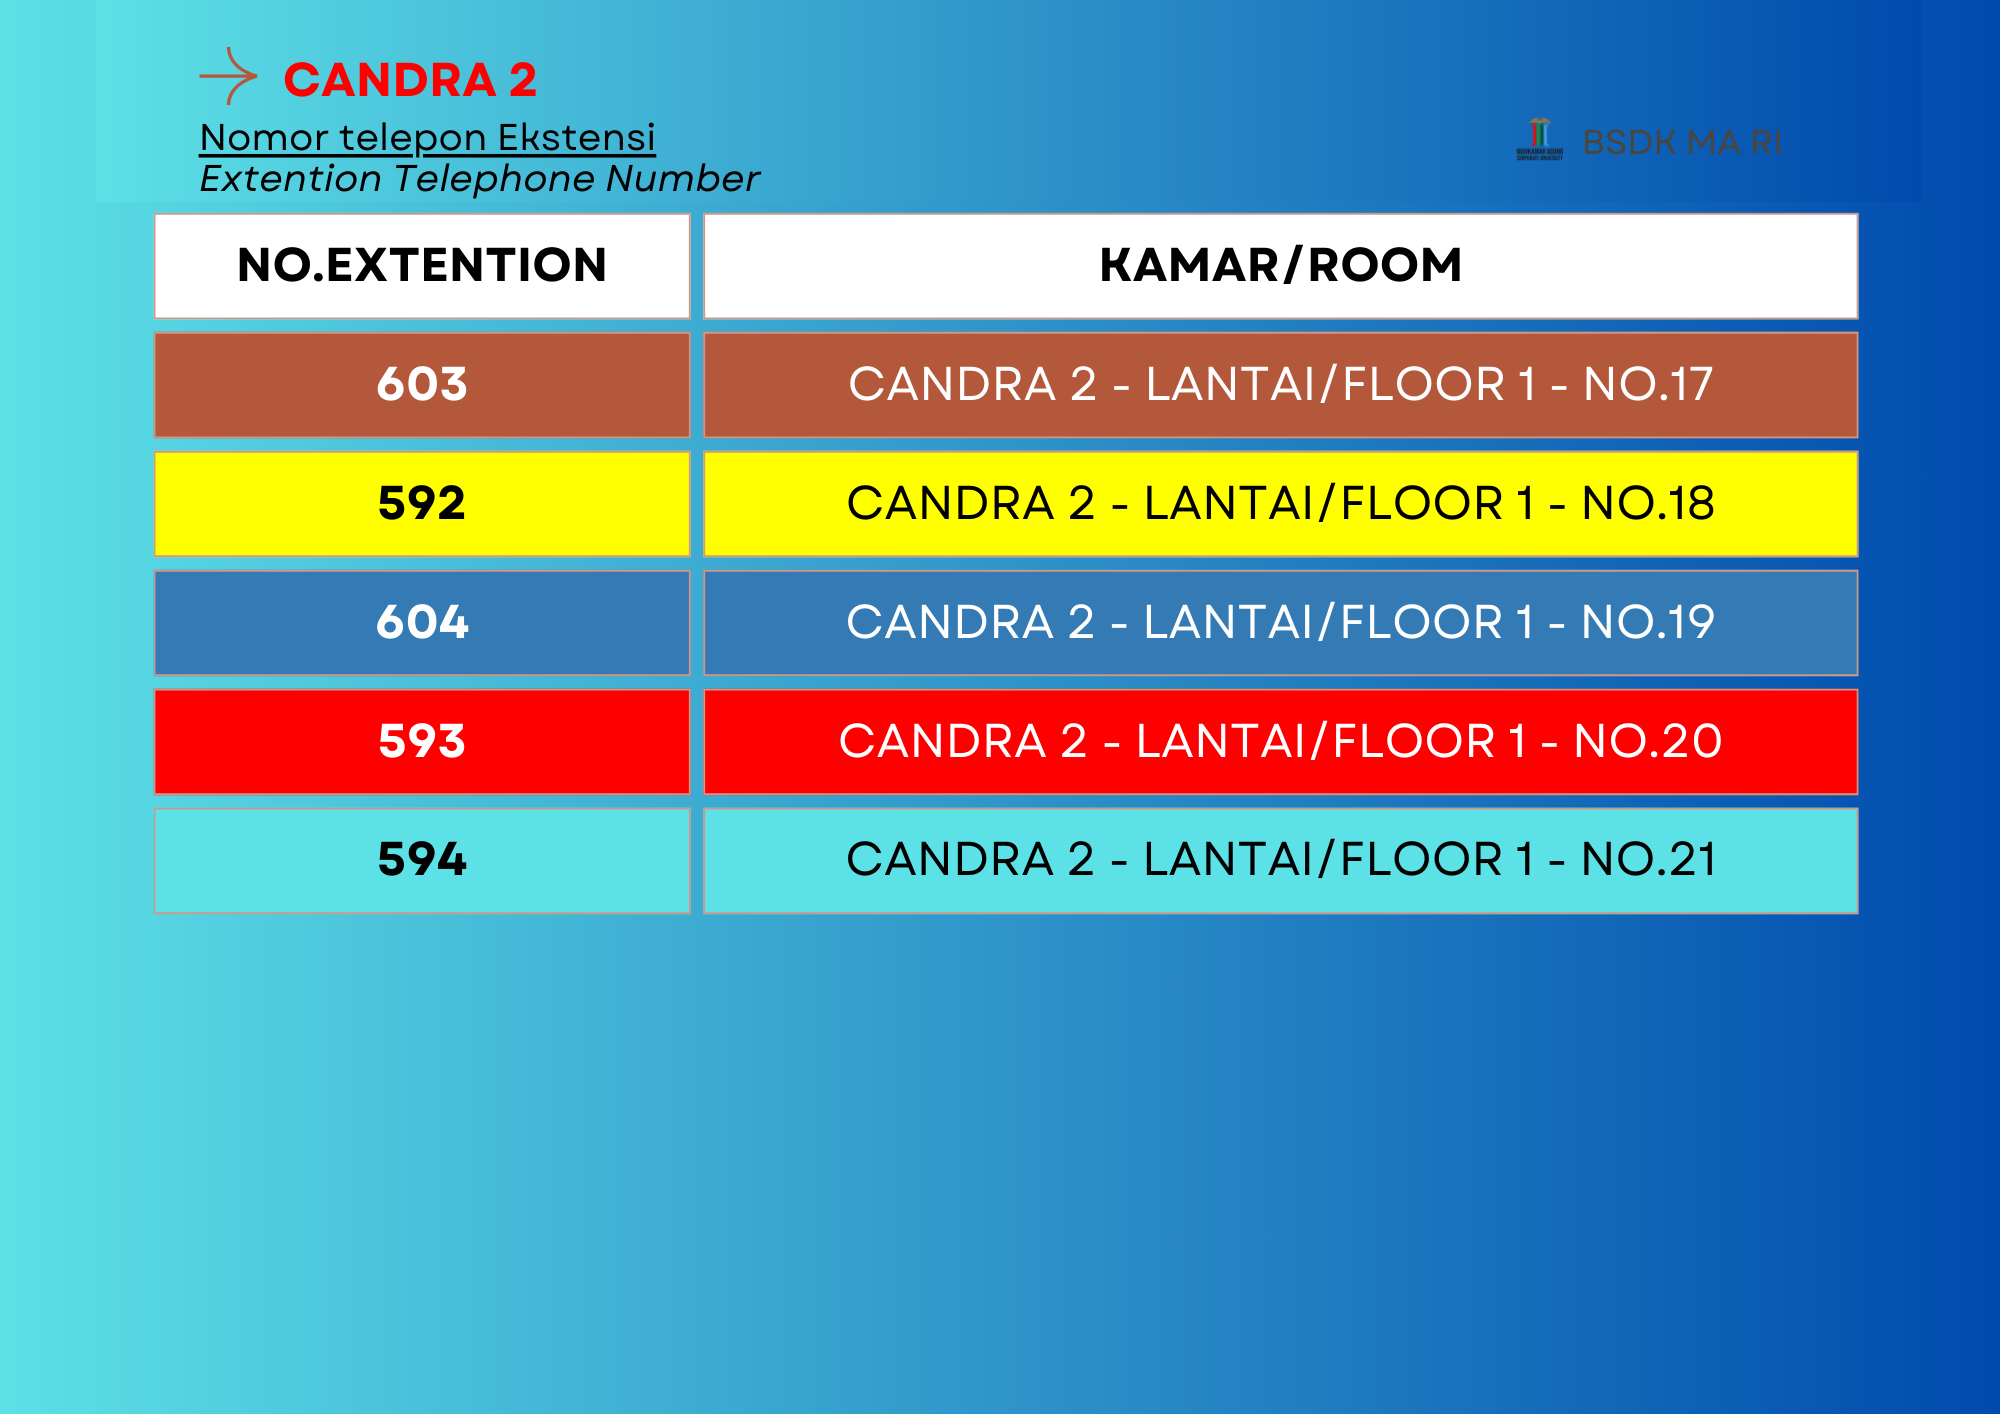 CANDRA 2
Nomor telepon Ekstensi
Extention Telephone Number
BSDK MA RI
NO.EXTENTION KAMAR/ROOM
603 CANDRA 2 - LANTAI/FLOOR 1 - NO.17
592 CANDRA 2 - LANTAI/FLOOR 1 - NO.18
604 CANDRA 2 - LANTAI/FLOOR 1 - NO.19
593 CANDRA 2 - LANTAI/FLOOR 1 - NO.20
594 CANDRA 2 - LANTAI/FLOOR 1 - NO.21